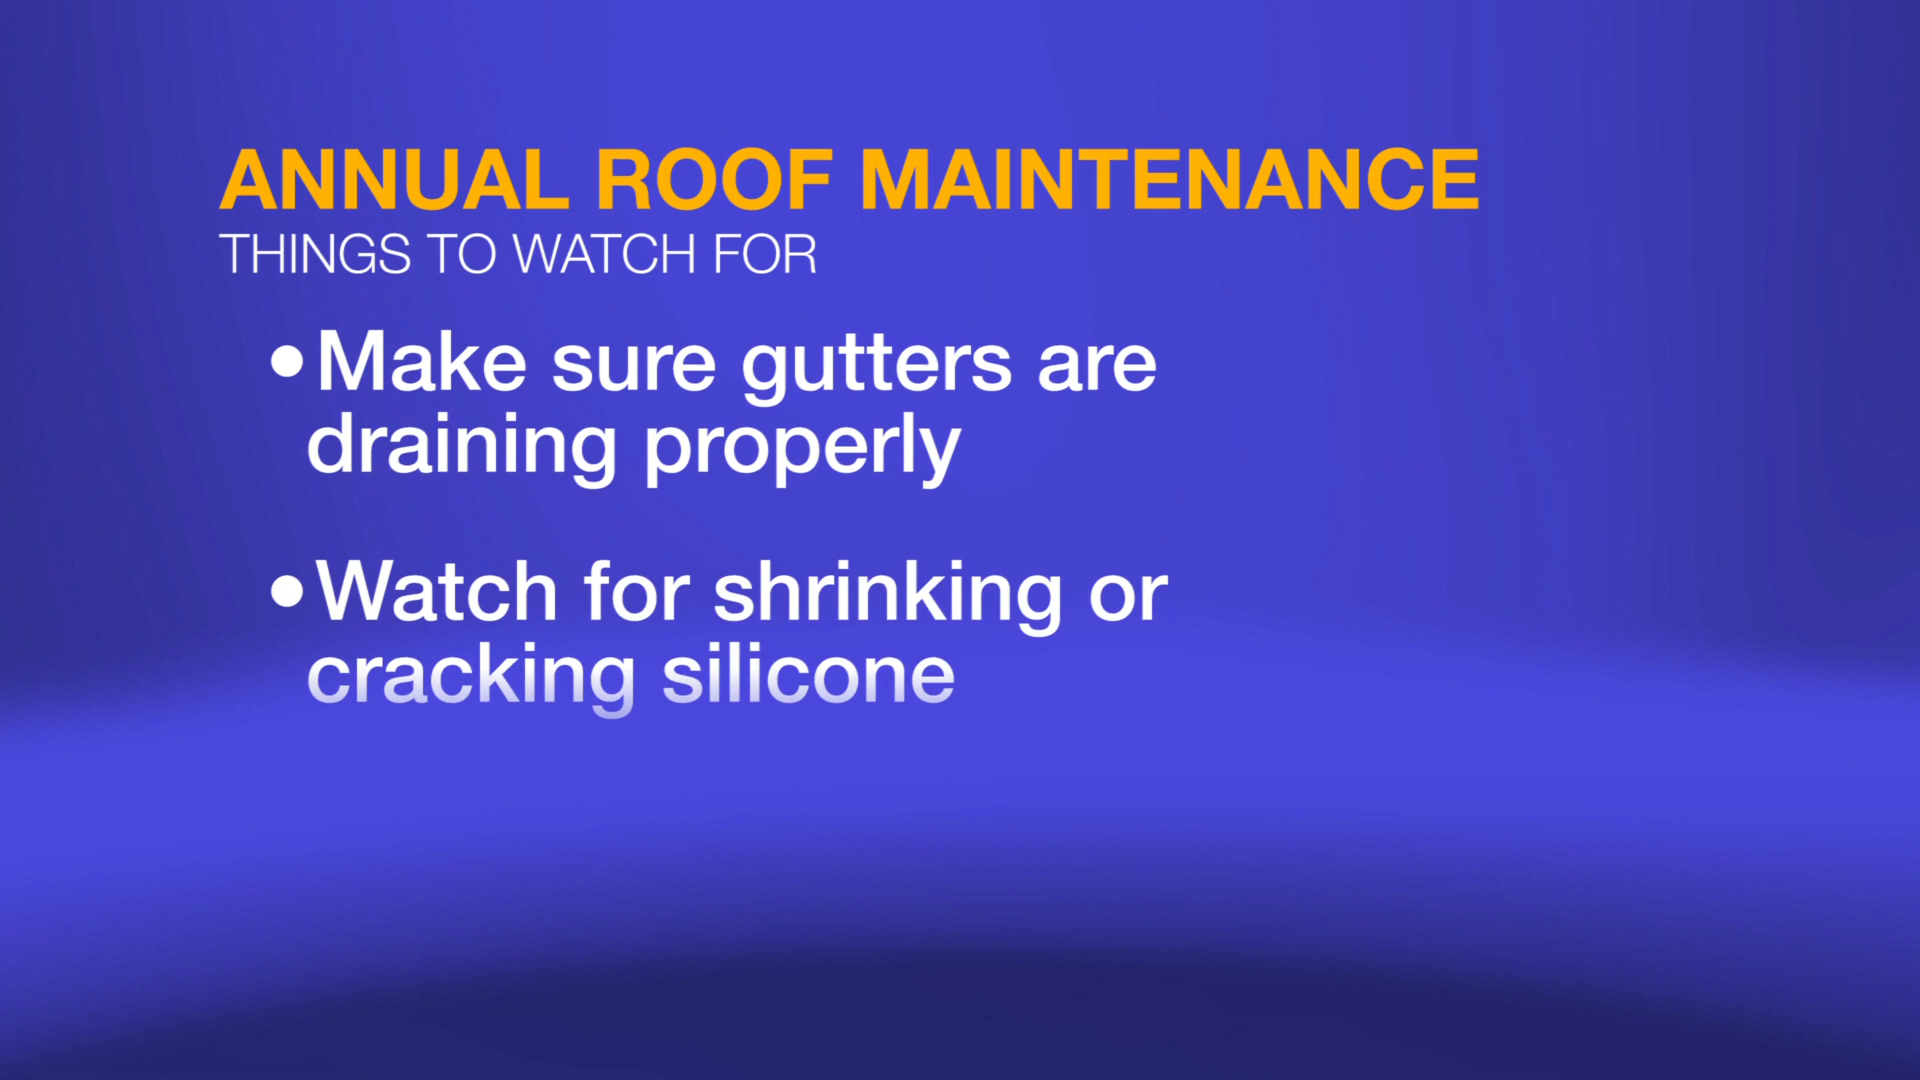 ANNUAL ROOF MAINTENANCE
THINGS TO WATCH FOR
•Make sure gutters are
draining properly
•Watch for shrinking or
cracking silicone